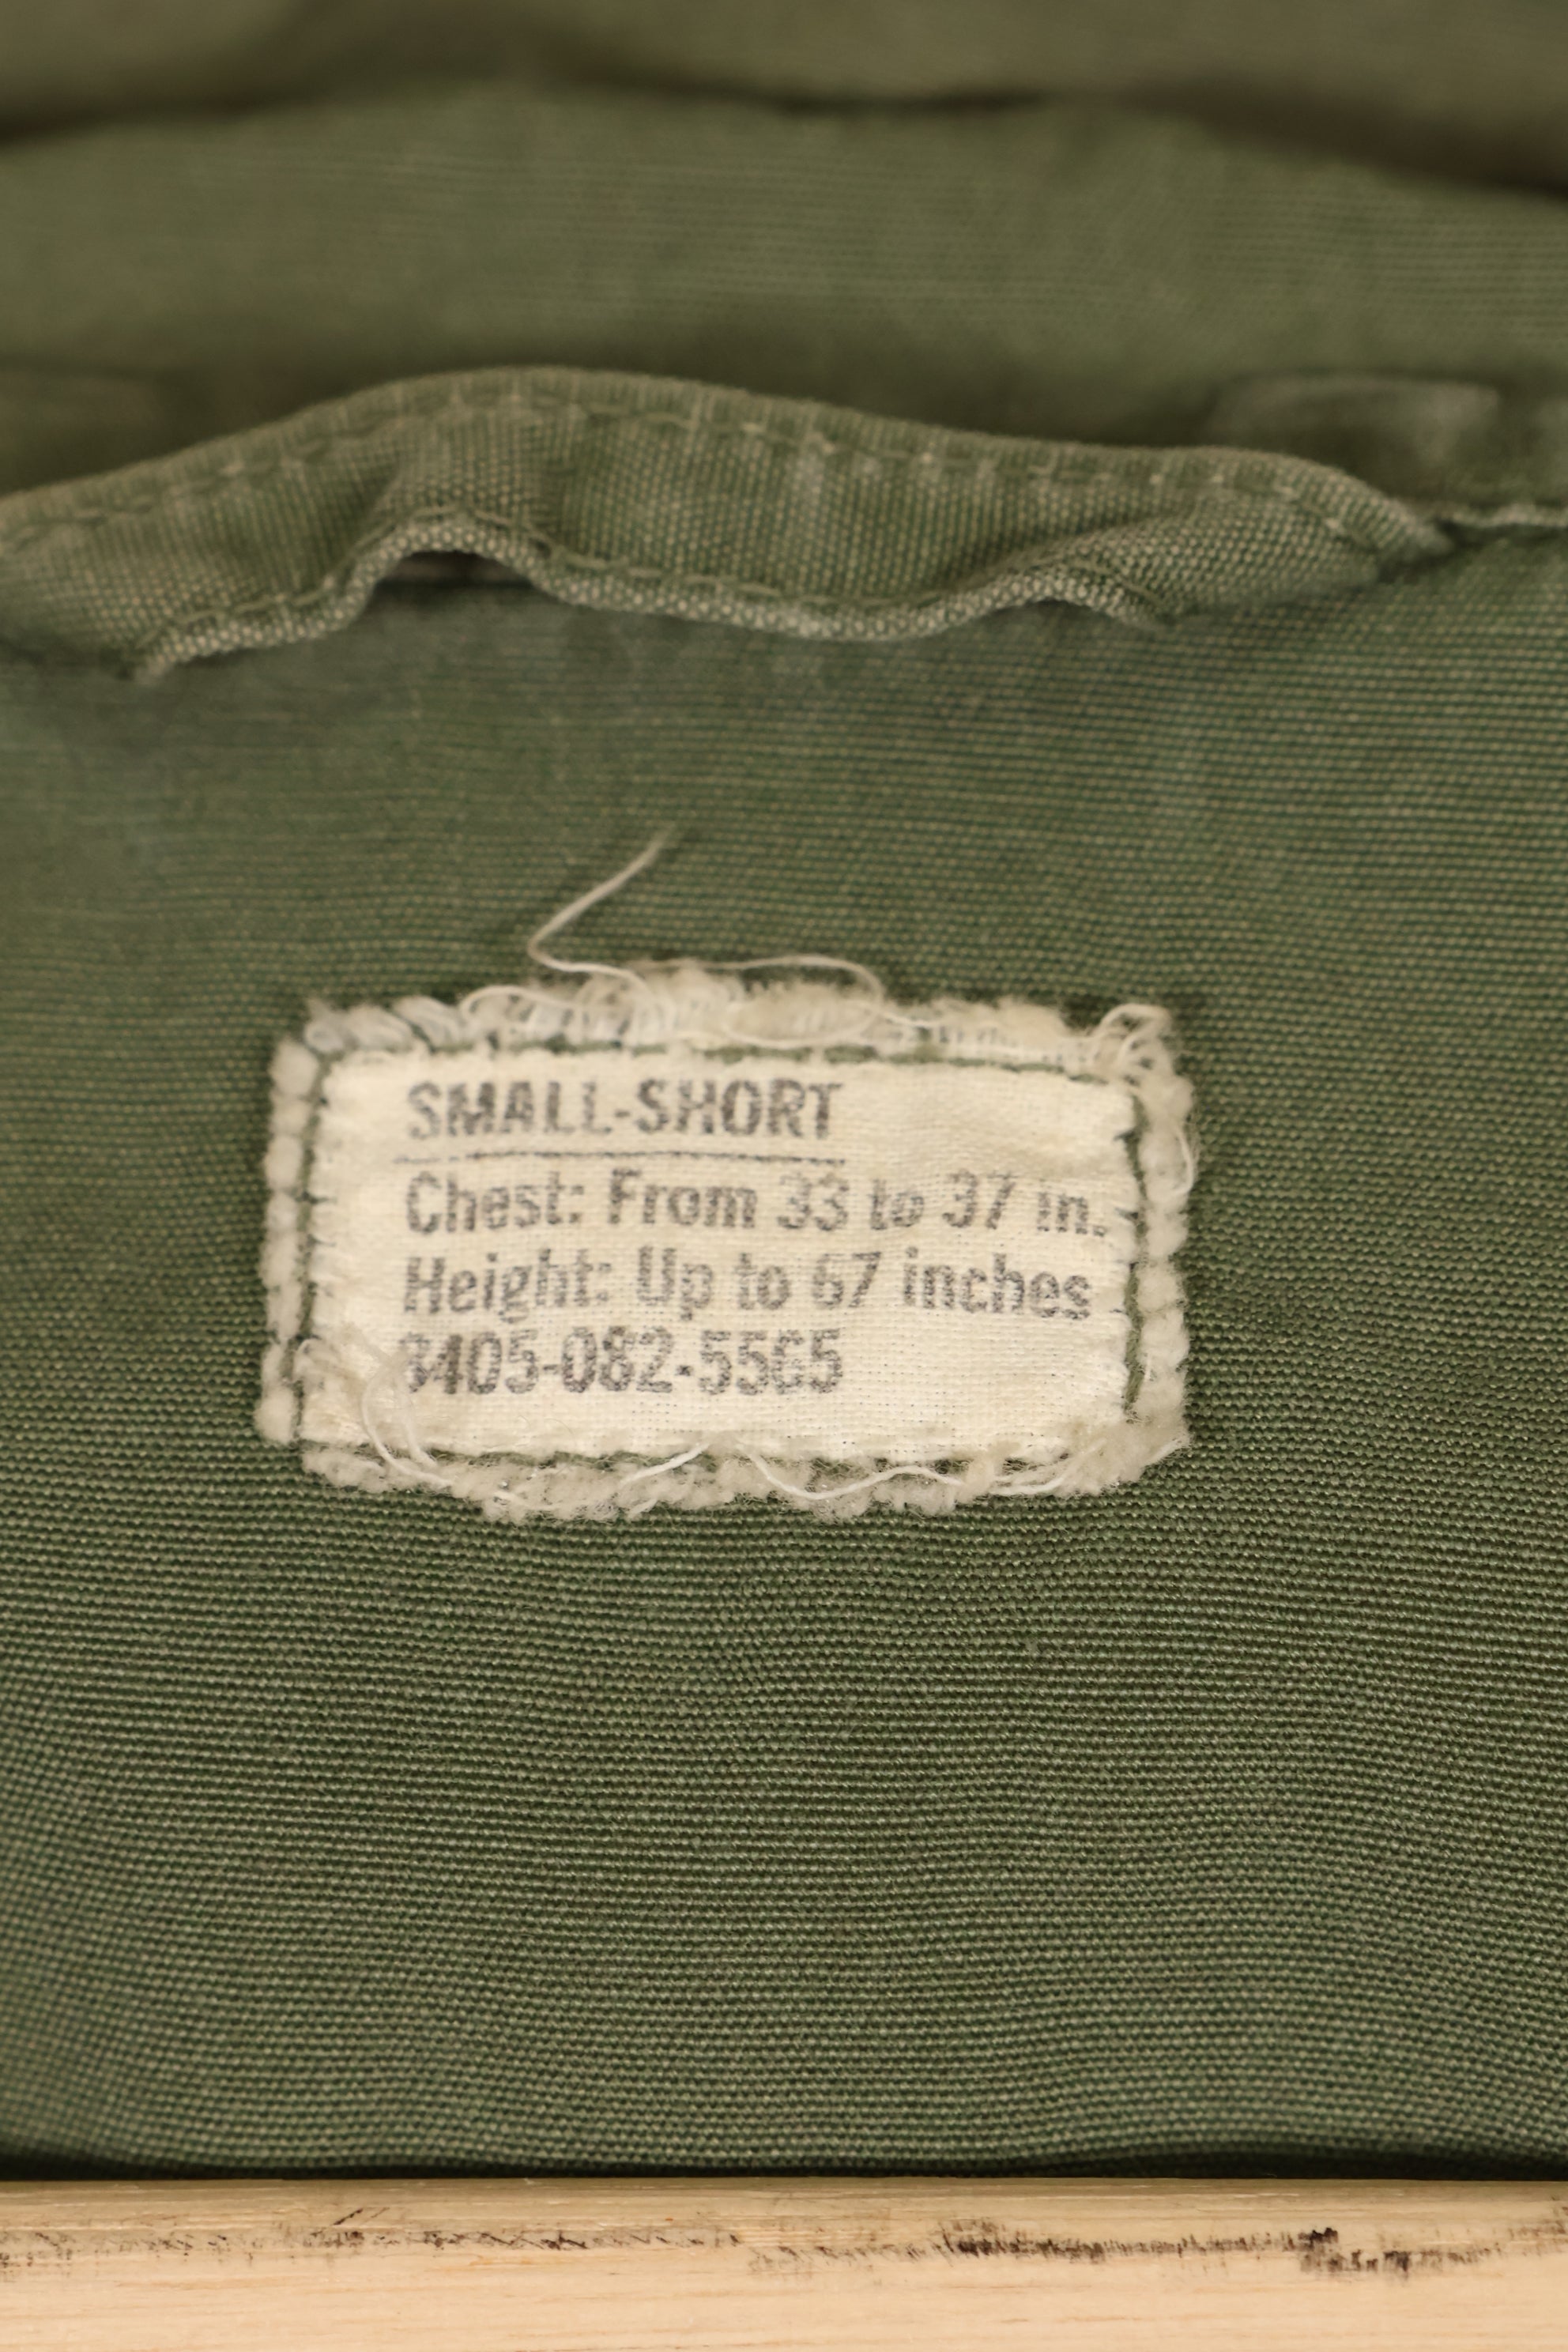 SMALL-SHORT
Chest: From 33 to 37 in.
Height: Up to 67 inches
8405-082-5565